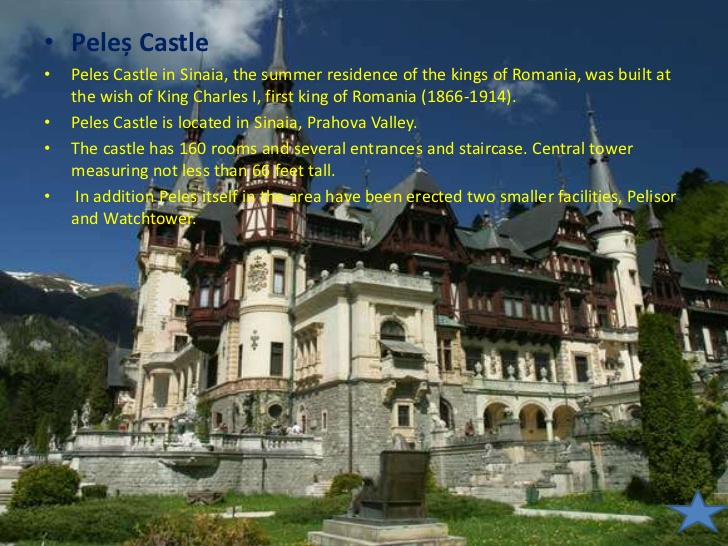 • Peleș Castle
• Peles Castle in Sinaia, the summer residence of the kings of Romania, was built at
the wish of King Charles I, first king of Romania (1866-1914).
• Peles Castle is located in Sinaia, Prahova Valley.
• The castle has 160 rooms and several entrances and staircase. Central tower
measuring not less than 66 feet tall.
• In addition Peles itself in the area have been erected two smaller facilities, Pelisor
and Watchtower.